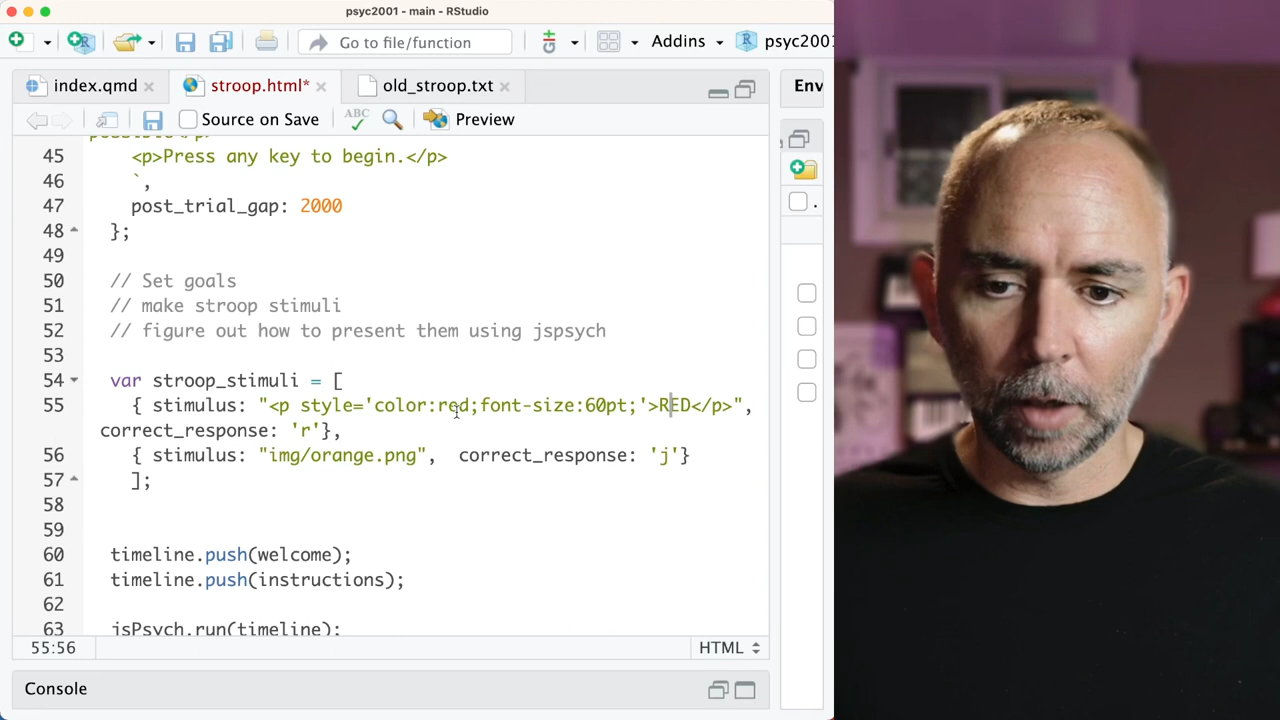 psyc2001 - main - RStudio
Go to file/function
Addins
psyc2001
index.qmd
stroop.html*
old_stroop.txt
Env
Source on Save
ABC
Preview
45 <p>Press any key to begin.</p>
46 `,
47 post_trial_gap: 2000
48 };
49
50 // Set goals
51 // make stroop stimuli
52 // figure out how to present them using jspsych
53
54 var stroop_stimuli = [
55 { stimulus: "<p style='color:red;font-size:60pt;'>RED</p>",
correct_response: 'r'},
56 { stimulus: "img/orange.png",  correct_response: 'j'}
57 ];
58
59
60 timeline.push(welcome);
61 timeline.push(instructions);
62
63 jsPsych.run(timeline);
55:56
HTML
Console